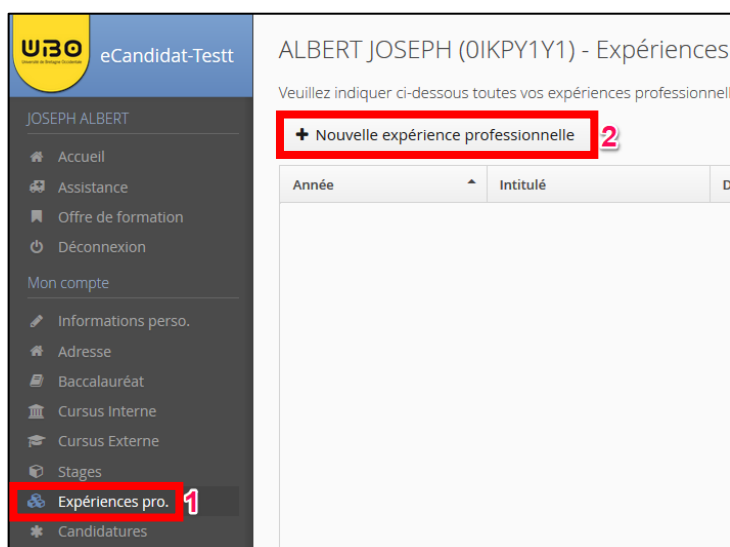 UBO
eCandidat-Testt
JOSEPH ALBERT
Accueil
Assistance
Offre de formation
Déconnexion
Mon compte
Informations perso.
Adresse
Baccalauréat
Cursus Interne
Cursus Externe
Stages
Expériences pro. 1
Candidatures
ALBERT JOSEPH (0IKPY1Y1) - Expériences
Veuillez indiquer ci-dessous toutes vos expériences professionnell
+ Nouvelle expérience professionnelle 2
Année Intitulé D